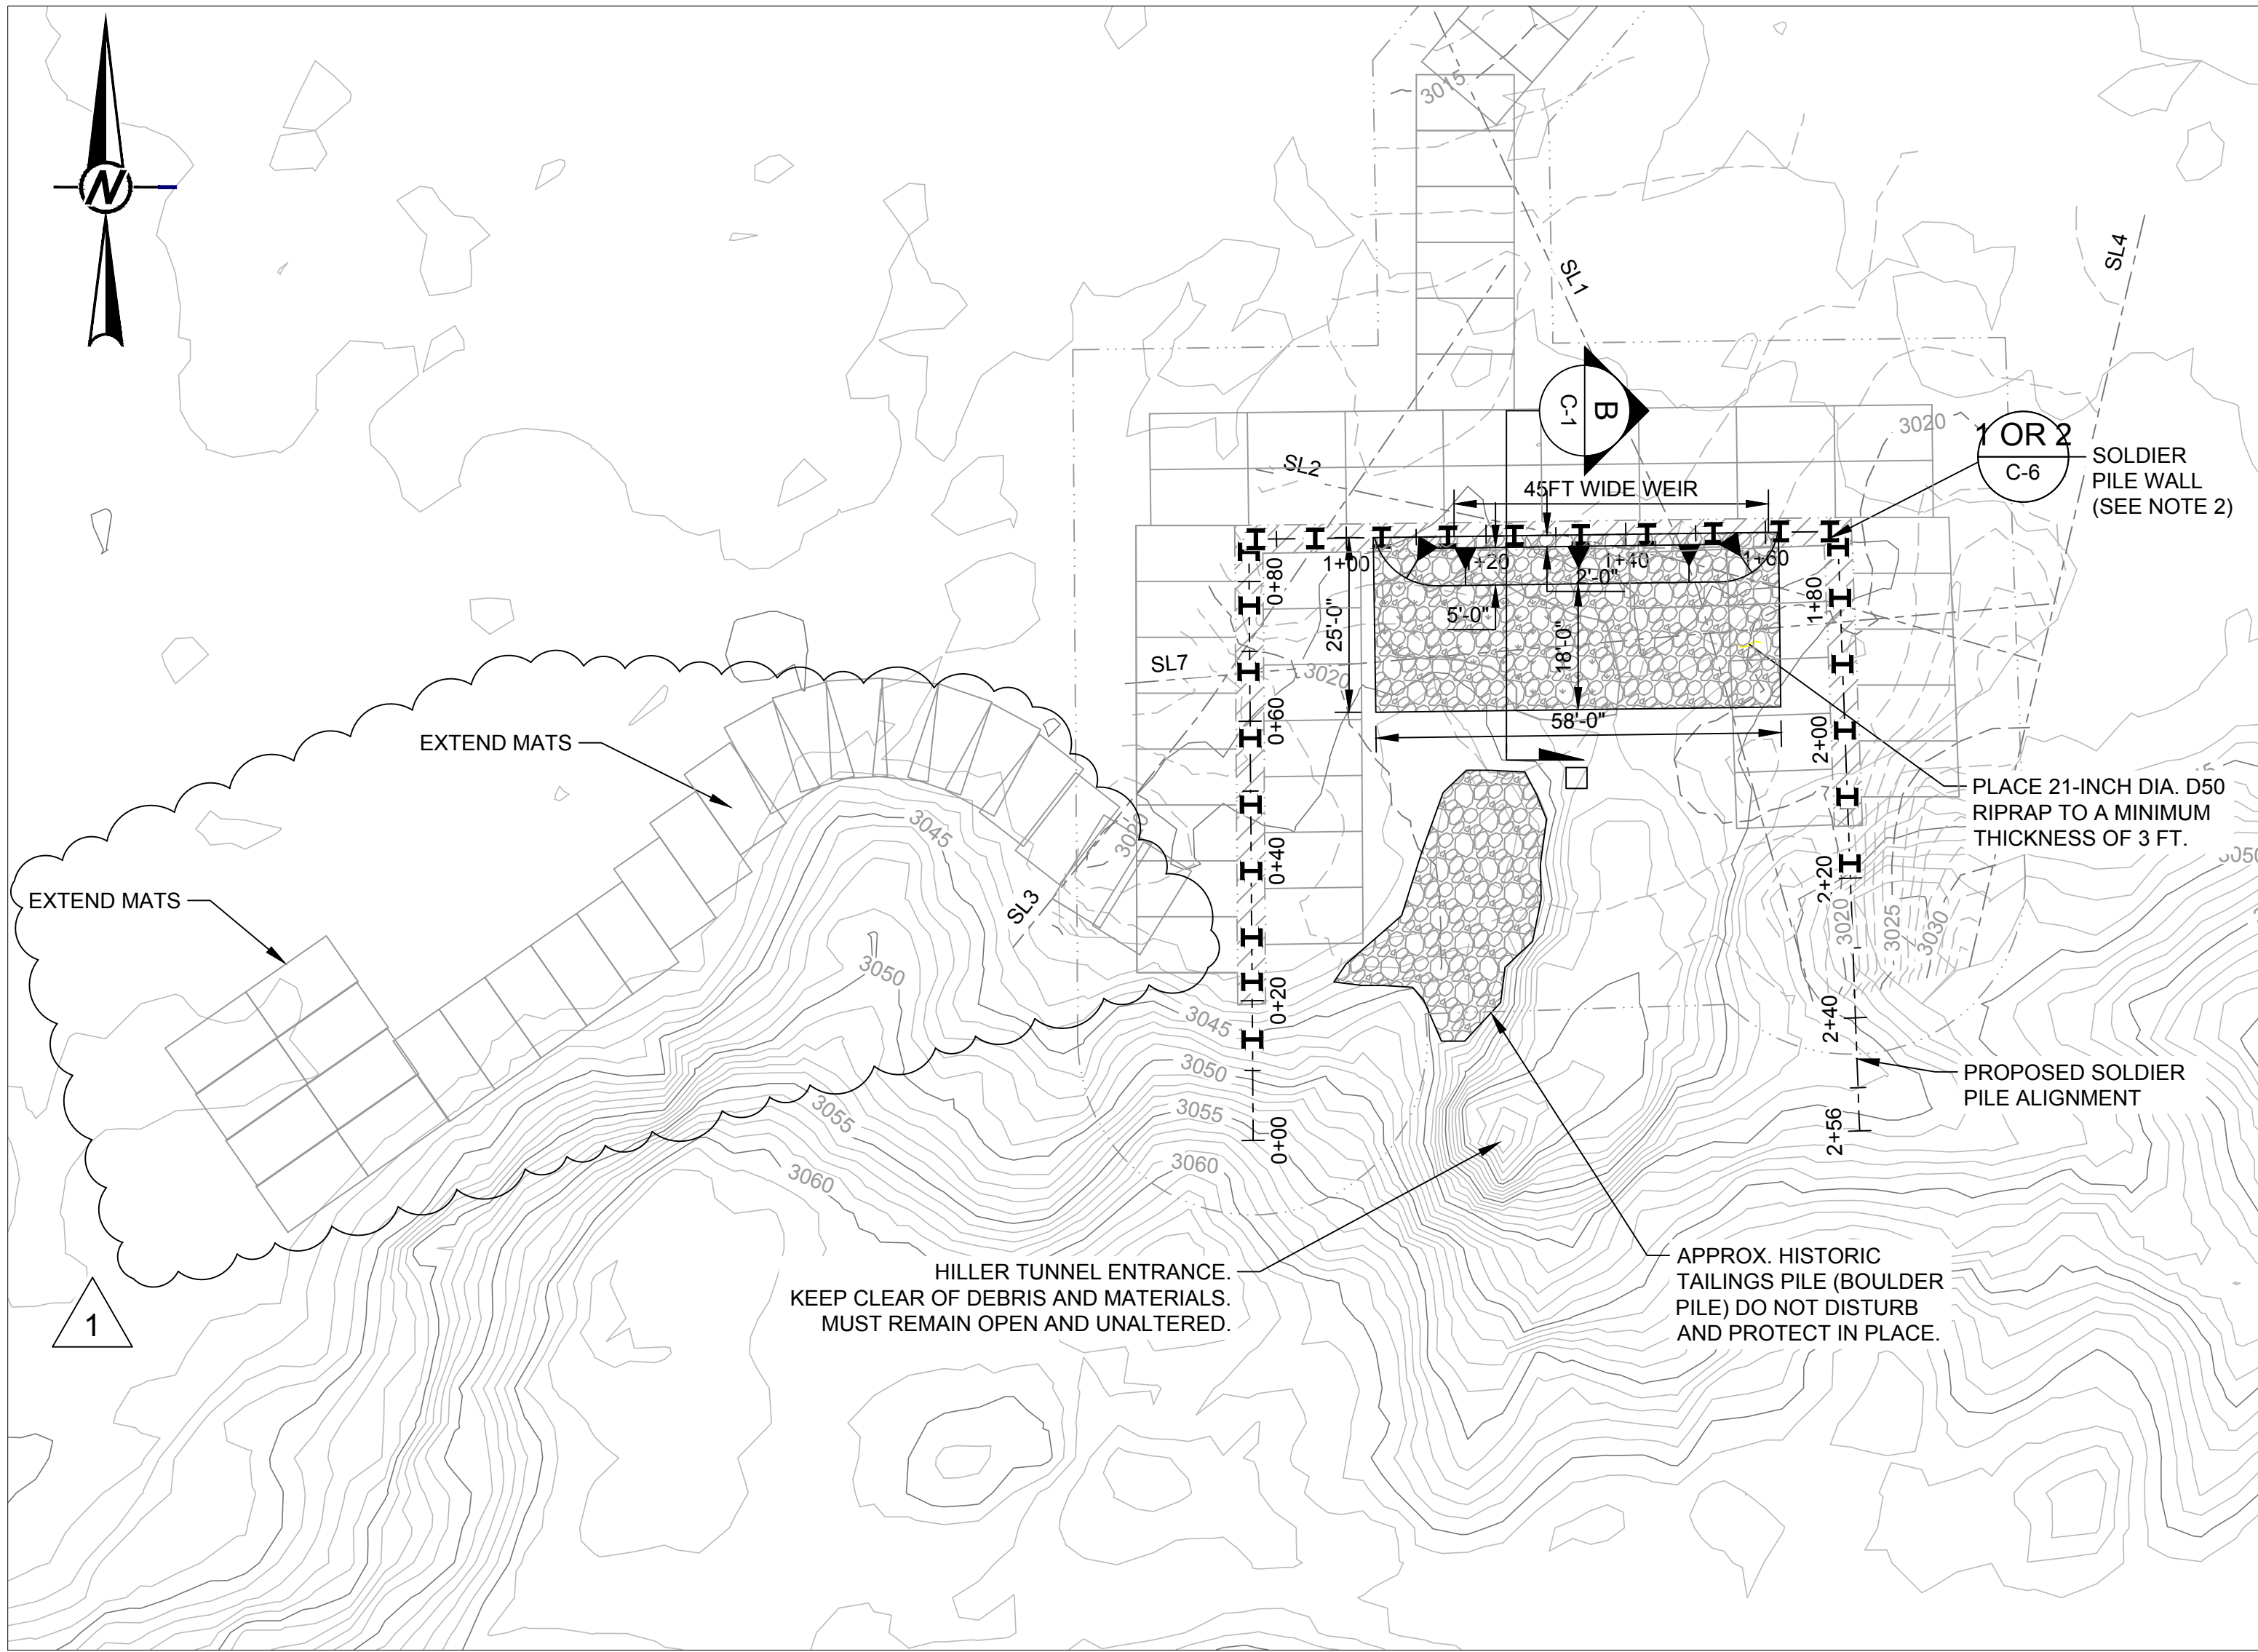 N
3015
SL1
SL4
B
C-1
3020
1 OR 2
C-6
SOLDIER
PILE WALL
(SEE NOTE 2)
SL2
45FT WIDE WEIR
0+80
1+00
1+20
1+40
1+60
1+80
2'-0"
5'-0"
25'-0"
18'-0"
SL7
3020
58'-0"
0+60
2+00
EXTEND MATS
PLACE 21-INCH DIA. D50
RIPRAP TO A MINIMUM
THICKNESS OF 3 FT.
3045
3020
0+40
2+20
EXTEND MATS
SL3
3020
3025
3030
3050
3050
0+20
2+40
3045
3050
PROPOSED SOLDIER
PILE ALIGNMENT
3055
3055
0+00
2+56
3060
3060
HILLER TUNNEL ENTRANCE.
KEEP CLEAR OF DEBRIS AND MATERIALS.
MUST REMAIN OPEN AND UNALTERED.
APPROX. HISTORIC
TAILINGS PILE (BOULDER
PILE) DO NOT DISTURB
AND PROTECT IN PLACE.
1